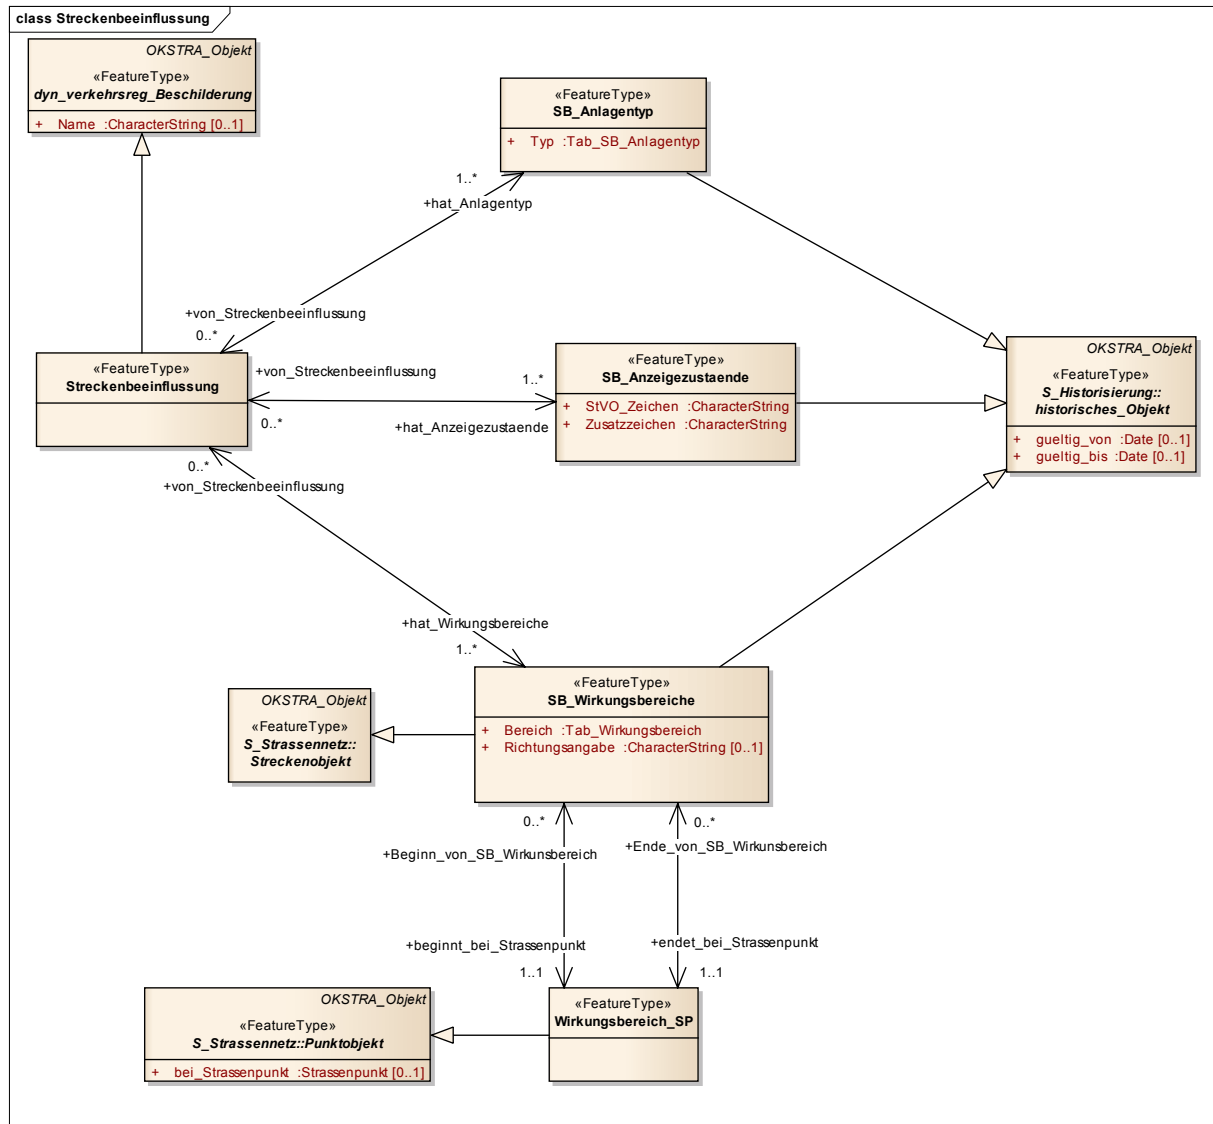 class Streckenbeeinflussung
OKSTRA_Objekt
«FeatureType»
dyn_verkehrsreg_Beschilderung
+ Name :CharacterString [0..1]
«FeatureType»
SB_Anlagentyp
+ Typ :Tab_SB_Anlagentyp
1..*
+hat_Anlagentyp
+von_Streckenbeeinflussung
0..*
«FeatureType»
Streckenbeeinflussung
+von_Streckenbeeinflussung
0..*
1..*
+hat_Anzeigezustaende
«FeatureType»
SB_Anzeigezustaende
+ StVO_Zeichen :CharacterString
+ Zusatzzeichen :CharacterString
OKSTRA_Objekt
«FeatureType»
S_Historisierung::
historisches_Objekt
+ gueltig_von :Date [0..1]
+ gueltig_bis :Date [0..1]
0..*
+von_Streckenbeeinflussung
+hat_Wirkungsbereiche
1..*
«FeatureType»
SB_Wirkungsbereiche
+ Bereich :Tab_Wirkungsbereich
+ Richtungsangabe :CharacterString [0..1]
OKSTRA_Objekt
«FeatureType»
S_Strassennetz::
Streckenobjekt
0..*
0..*
+Beginn_von_SB_Wirkunsbereich
+Ende_von_SB_Wirkunsbereich
+beginnt_bei_Strassenpunkt
+endet_bei_Strassenpunkt
1..1
1..1
OKSTRA_Objekt
«FeatureType»
S_Strassennetz::Punktobjekt
+ bei_Strassenpunkt :Strassenpunkt [0..1]
«FeatureType»
Wirkungsbereich_SP